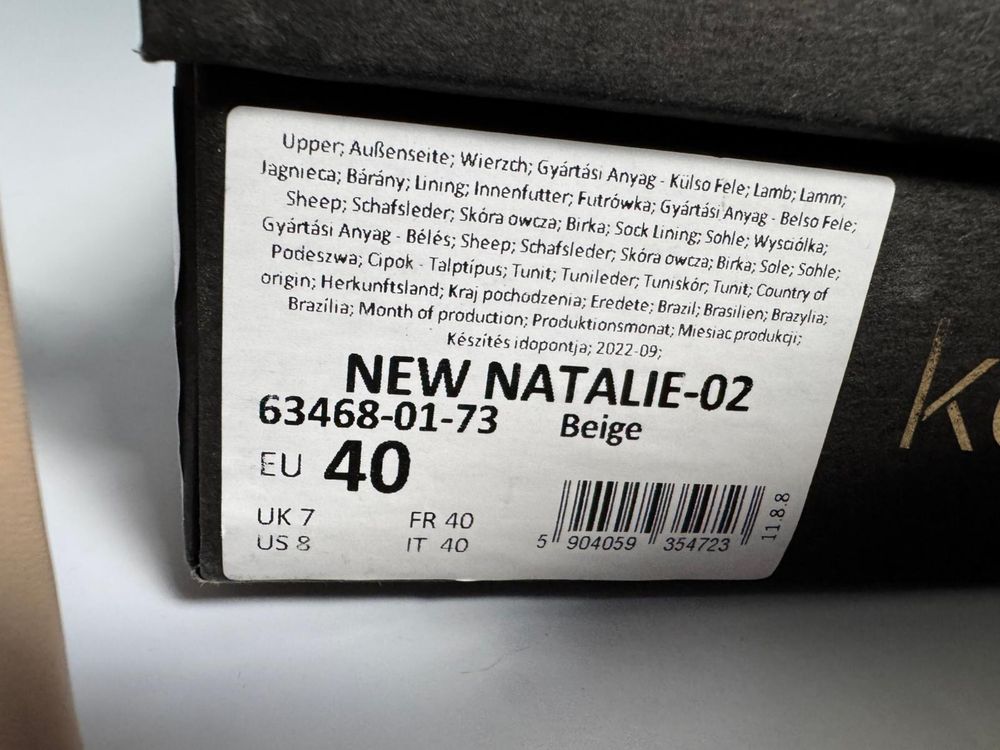 Upper; Außenseite; Wierzch; Gyártási Anyag - Külso Fele; Lamb; Lamm;
Jagnieca; Bárány; Lining; Innenfutter; Futrówka; Gyártási Anyag - Belso Fele;
Sheep; Schafsleder; Skóra owcza; Birka; Sock Lining; Sohle; Wysciólka;
Gyártási Anyag - Bélés; Sheep; Schafsleder; Skóra owcza; Birka; Sole; Sohle;
Podeszwa; Cipok - Talptípus; Tunit; Tunileder; Tuniskór; Tunit; Country of
origin; Herkunftsland; Kraj pochodzenia; Eredete; Brazil; Brasilien; Brazylia;
Brazília; Month of production; Produktionsmonat; Miesiac produkcji;
Készítés idopontja; 2022-09;
NEW NATALIE-02
63468-01-73 Beige
EU 40
UK 7 FR 40
US 8 IT 40
5 904059 354723
11.8.8